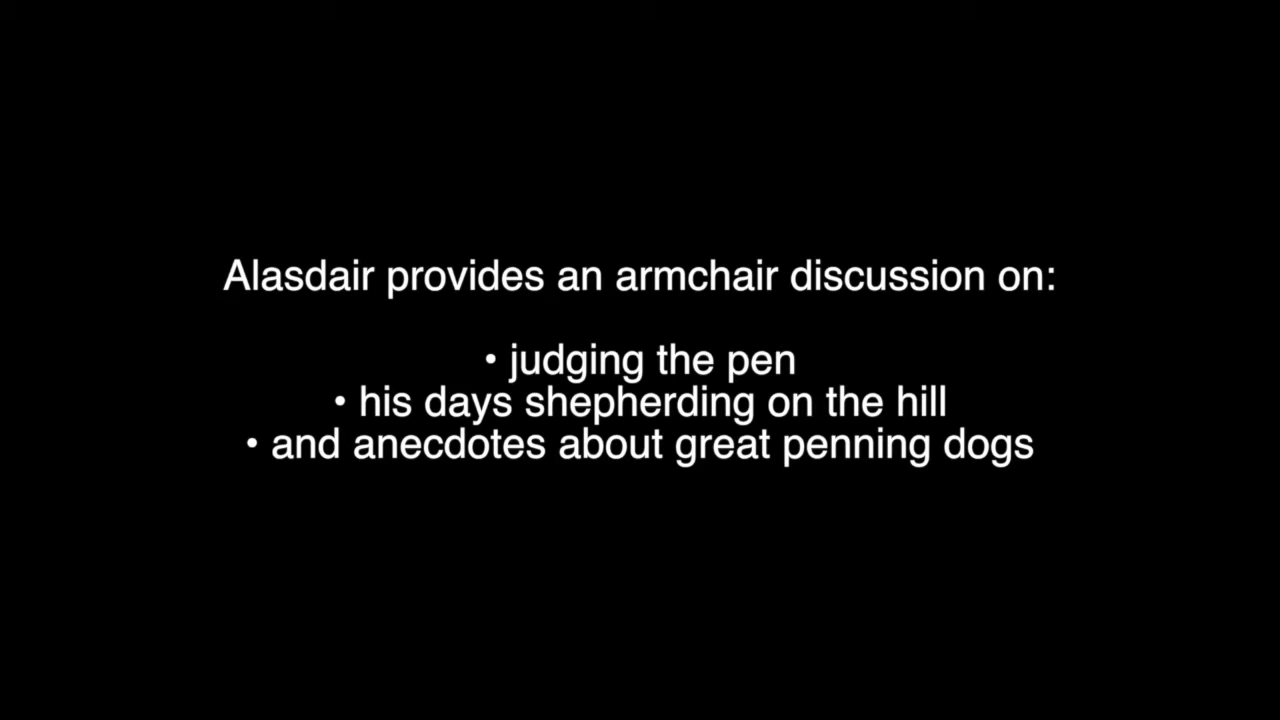 Alasdair provides an armchair discussion on:
• judging the pen
• his days shepherding on the hill
• and anecdotes about great penning dogs